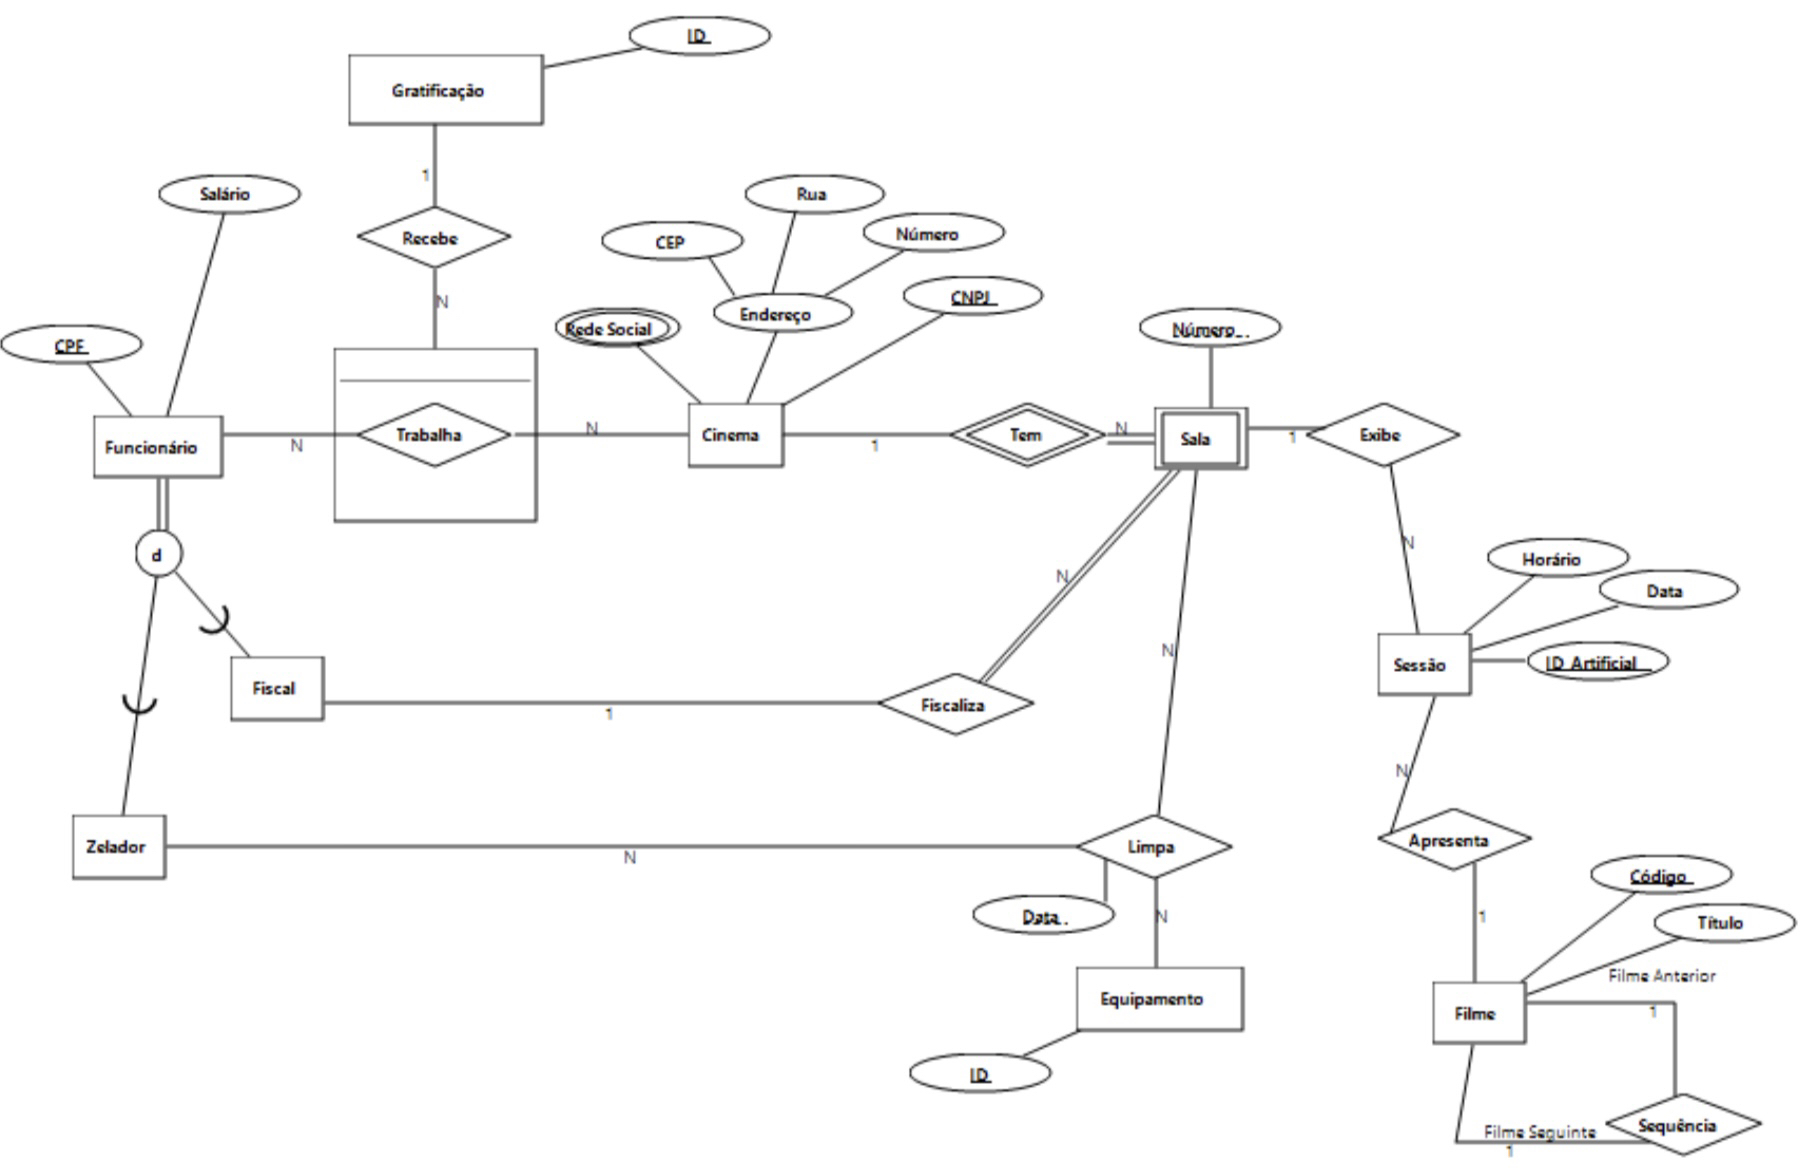 ID
Gratificação
1
Salário
Rua
Número
CEP
Recebe
CNPJ
N
Endereço
Rede Social
Número
CPF
Trabalha
Cinema
Tem
Sala
Exibe
Funcionário
N
N
1
N
1
N
d
Horário
N
Data
ID_Artificial
N
Sessão
Fiscal
Fiscaliza
1
N
Zelador
Limpa
Apresenta
N
Código
Data
N
1
Título
Filme Anterior
Equipamento
Filme
1
ID
Sequência
Filme Seguinte
1